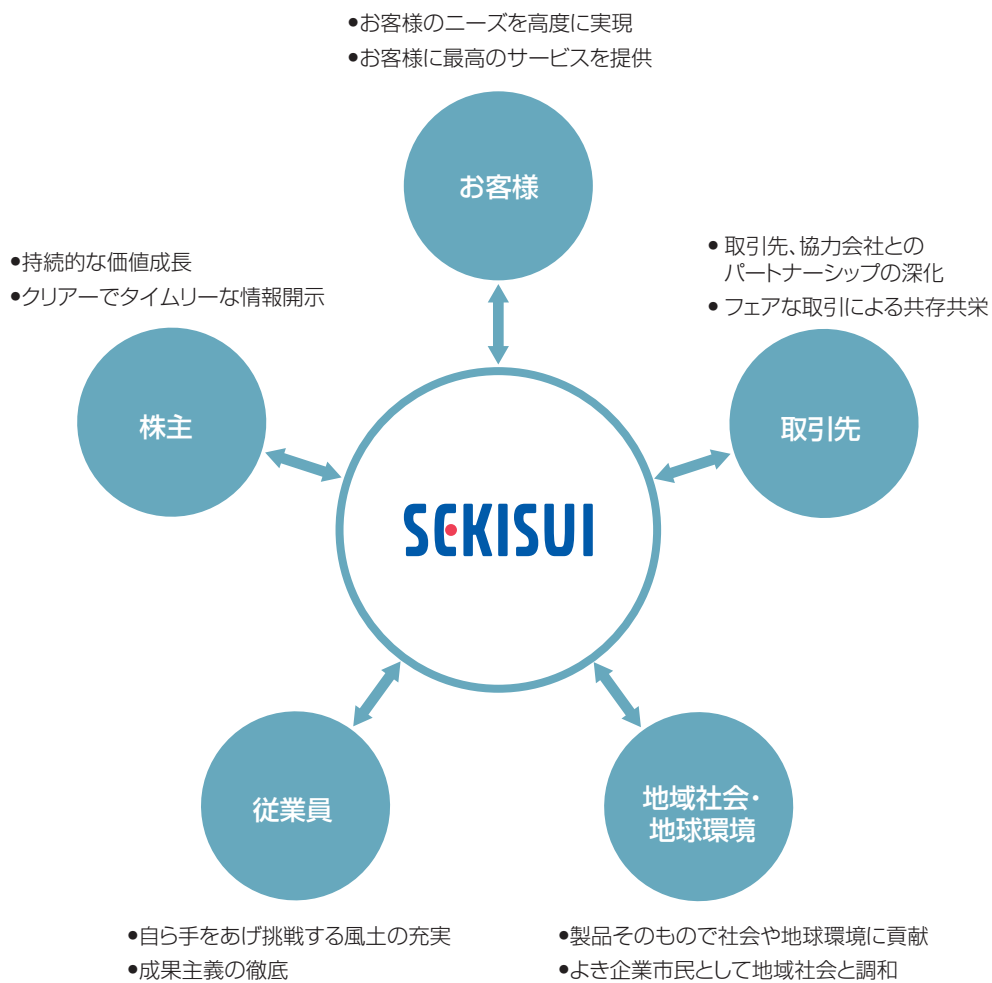 ●お客様のニーズを高度に実現
●お客様に最高のサービスを提供
お客様
●持続的な価値成長
●クリアーでタイムリーな情報開示
株主
●取引先、協力会社との
パートナーシップの深化
●フェアな取引による共存共栄
取引先
SEKISUI
従業員
●自ら手をあげ挑戦する風土の充実
●成果主義の徹底
地域社会・
地球環境
●製品そのもので社会や地球環境に貢献
●よき企業市民として地域社会と調和